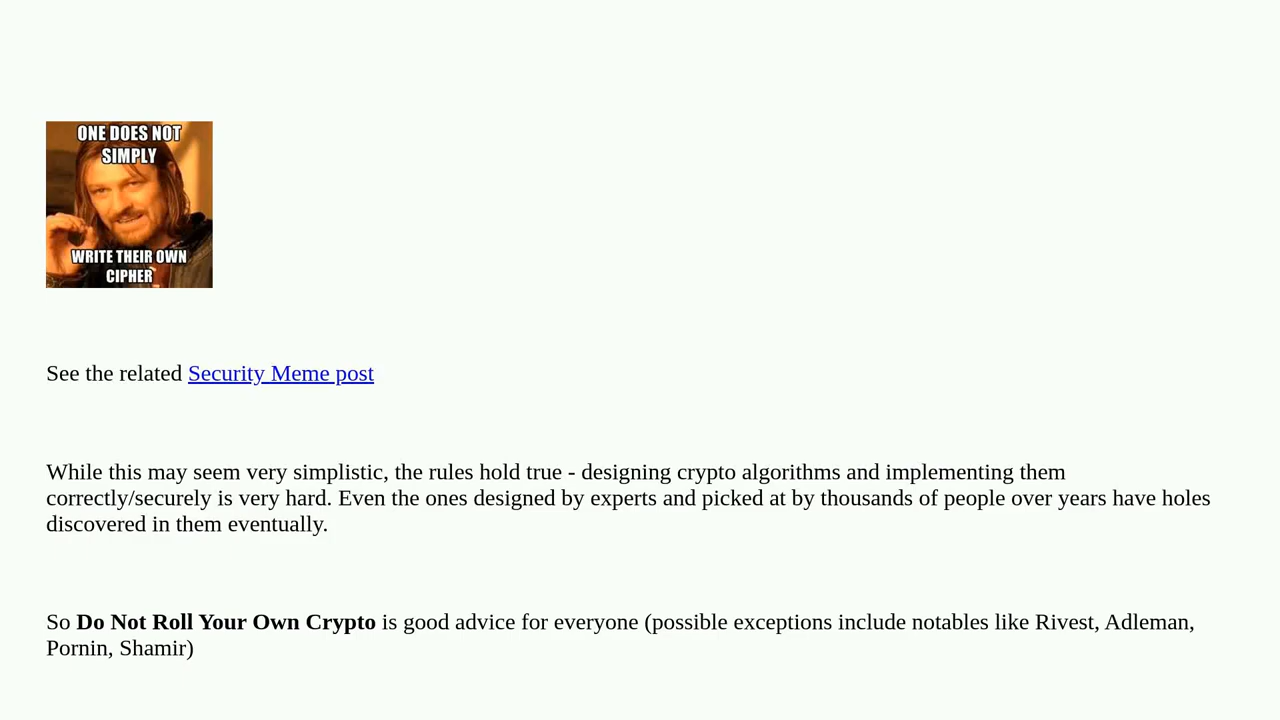 ONE DOES NOT
SIMPLY
WRITE THEIR OWN
CIPHER
See the related Security Meme post
While this may seem very simplistic, the rules hold true - designing crypto algorithms and implementing them
correctly/securely is very hard. Even the ones designed by experts and picked at by thousands of people over years have holes
discovered in them eventually.
So Do Not Roll Your Own Crypto is good advice for everyone (possible exceptions include notables like Rivest, Adleman,
Pornin, Shamir)